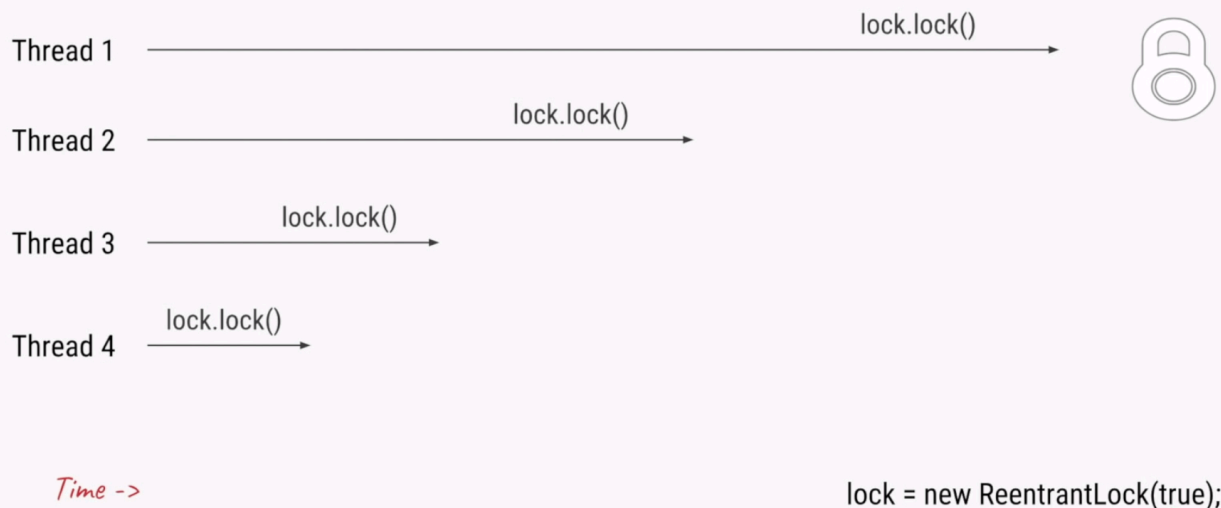 lock.lock()
Thread 1
lock.lock()
Thread 2
lock.lock()
Thread 3
lock.lock()
Thread 4
Time ->
lock = new ReentrantLock(true);